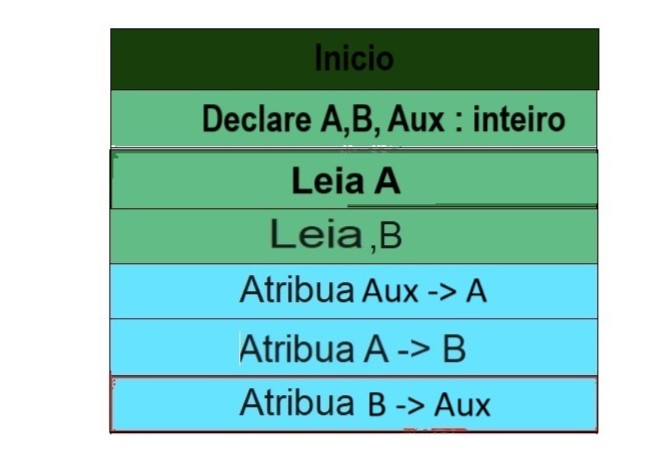 Inicio
Declare A,B, Aux : inteiro
Leia A
Leia ,B
Atribua Aux -> A
Atribua A -> B
Atribua B -> Aux